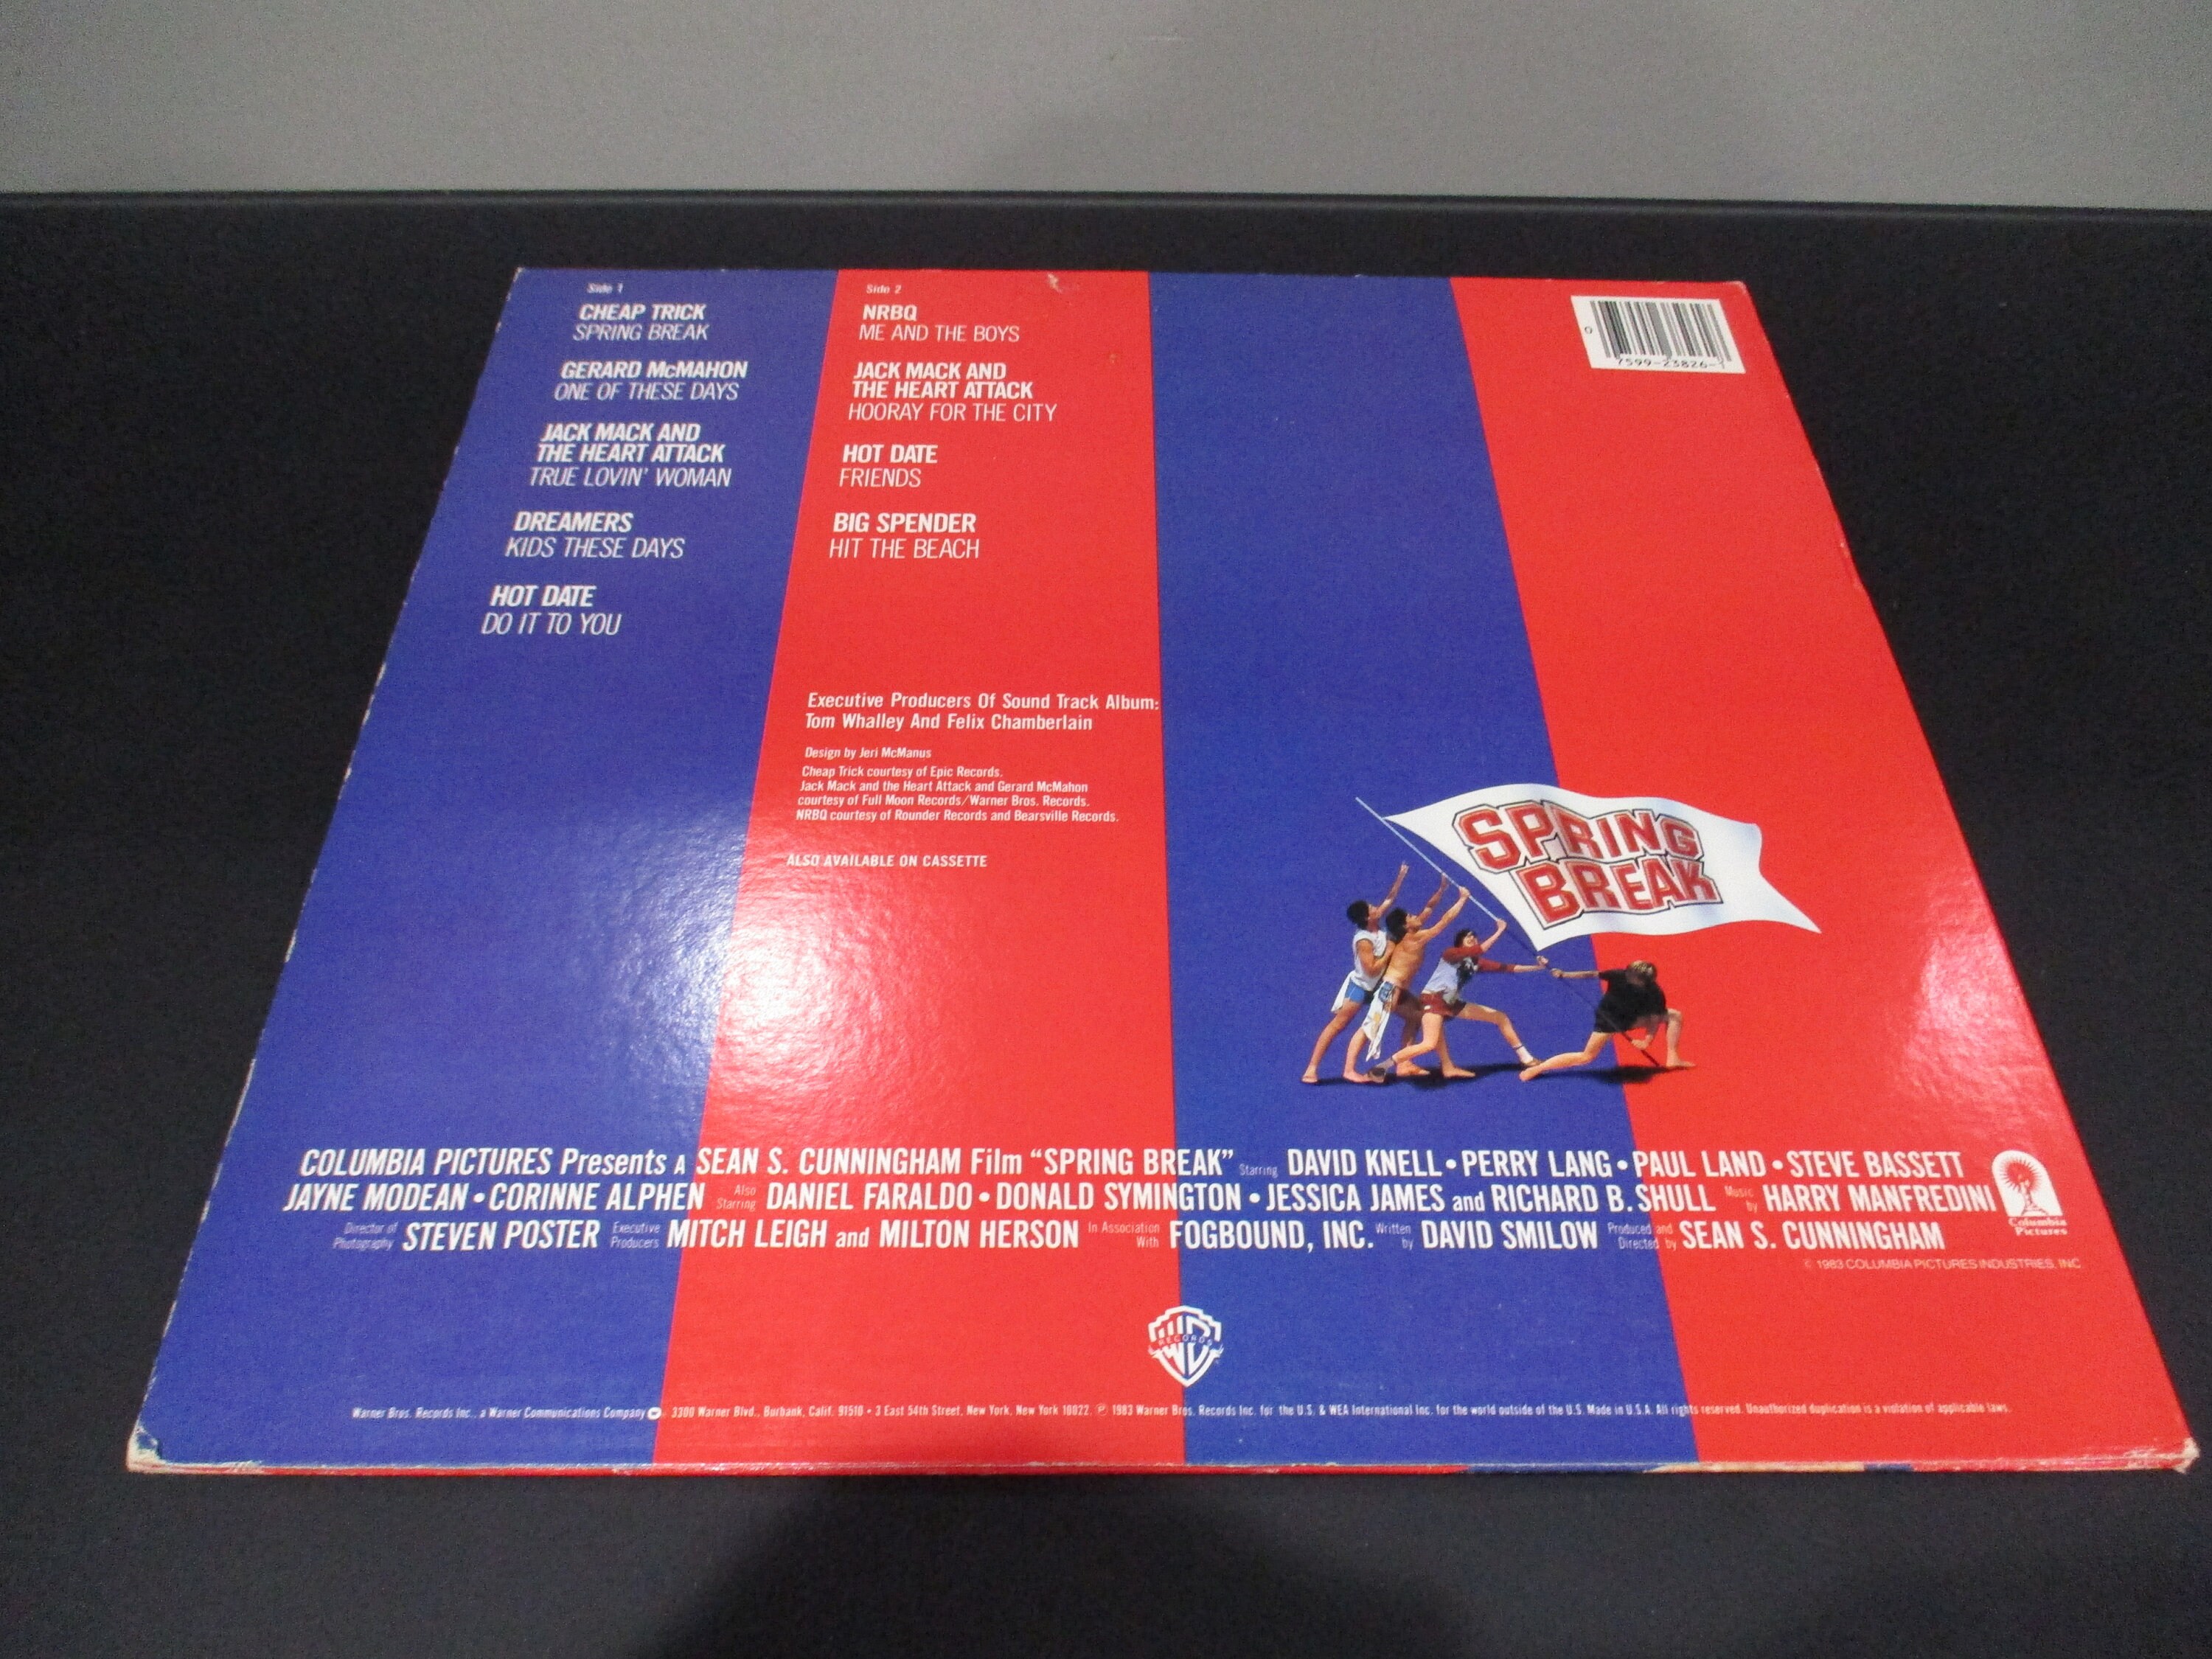 Side 1
CHEAP TRICK
SPRING BREAK
GERARD McMAHON
ONE OF THESE DAYS
JACK MACK AND
THE HEART ATTACK
TRUE LOVIN' WOMAN
DREAMERS
KIDS THESE DAYS
HOT DATE
DO IT TO YOU
Side 2
NRBQ
ME AND THE BOYS
JACK MACK AND
THE HEART ATTACK
HOORAY FOR THE CITY
HOT DATE
FRIENDS
BIG SPENDER
HIT THE BEACH
Executive Producers Of Sound Track Album:
Tom Whalley And Felix Chamberlain
Design by Jeri McManus
Cheap Trick courtesy of Epic Records.
Jack Mack and the Heart Attack and Gerard McMahon
courtesy of Full Moon Records/Warner Bros. Records.
NRBQ courtesy of Rounder Records and Bearsville Records.
ALSO AVAILABLE ON CASSETTE
0 7599-23826-1
SPRING
BREAK
COLUMBIA PICTURES Presents A SEAN S. CUNNINGHAM Film “SPRING BREAK” Starring DAVID KNELL • PERRY LANG • PAUL LAND • STEVE BASSETT
JAYNE MODEAN • CORINNE ALPHEN Also Starring DANIEL FARALDO • DONALD SYMINGTON • JESSICA JAMES and RICHARD B. SHULL Music by HARRY MANFREDINI
Director of Photography STEVEN POSTER Executive Producers MITCH LEIGH and MILTON HERSON In Association With FOGBOUND, INC. Written by DAVID SMILOW Produced and Directed by SEAN S. CUNNINGHAM
Columbia
Pictures
© 1983 COLUMBIA PICTURES INDUSTRIES, INC.
WB RECORDS
Warner Bros. Records Inc., a Warner Communications Company 3300 Warner Blvd., Burbank, Calif. 91510 • 3 East 54th Street, New York, New York 10022. ℗ 1983 Warner Bros. Records Inc. for the U.S. & WEA International Inc. for the world outside of the U.S. Made in U.S.A. All rights reserved. Unauthorized duplication is a violation of applicable laws.